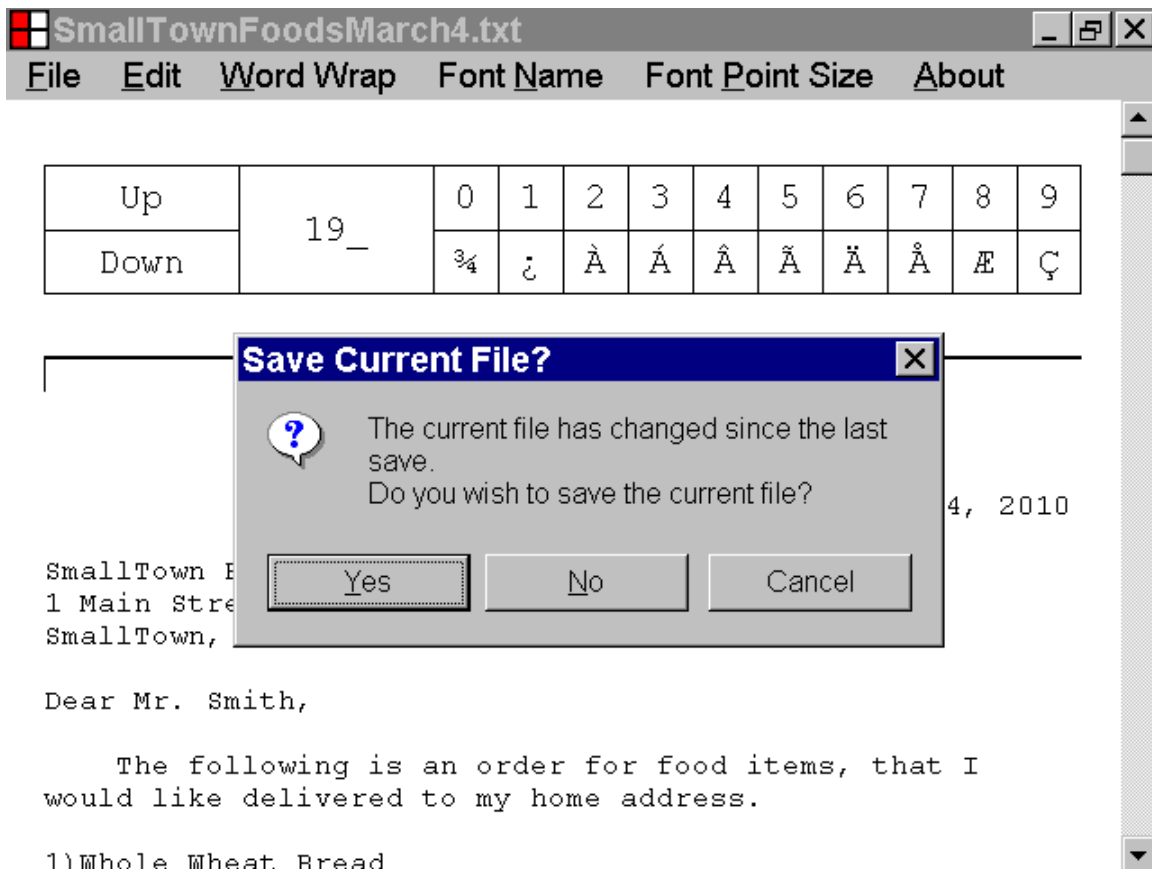 SmallTownFoodsMarch4.txt
File Edit Word Wrap Font Name Font Point Size About
Up 19_ 0 1 2 3 4 5 6 7 8 9
Down ¾ ¿ À Á Â Ã Ä Å Æ Ç
Save Current File?
The current file has changed since the last
save.
Do you wish to save the current file?
Yes No Cancel
4, 2010
SmallTown
1 Main
SmallTown,
Dear Mr. Smith,
The following is an order for food items, that I
would like delivered to my home address.
1)Whole Wheat Bread